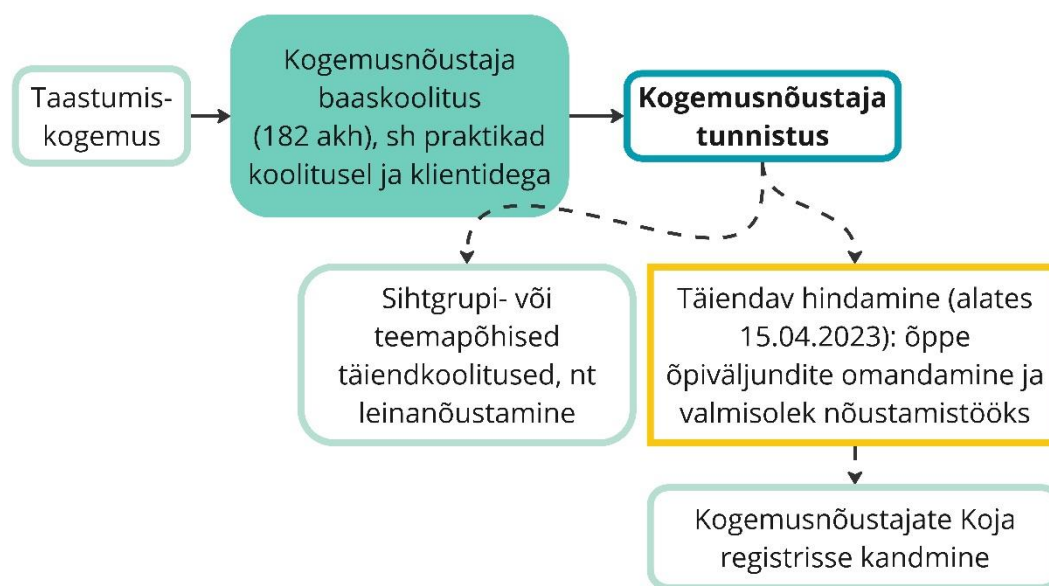 Taastumis-
kogemus
Kogemusnõustaja
baaskoolitus
(182 akh), sh praktikad
koolitusel ja klientidega
Kogemusnõustaja
tunnistus
Sihtgrupi- või
teemapõhised
täiendkoolitused, nt
leinanõustamine
Täiendav hindamine (alates
15.04.2023): õppe
õpiväljundite omandamine ja
valmisolek nõustamistööks
Kogemusnõustajate Koja
registrisse kandmine